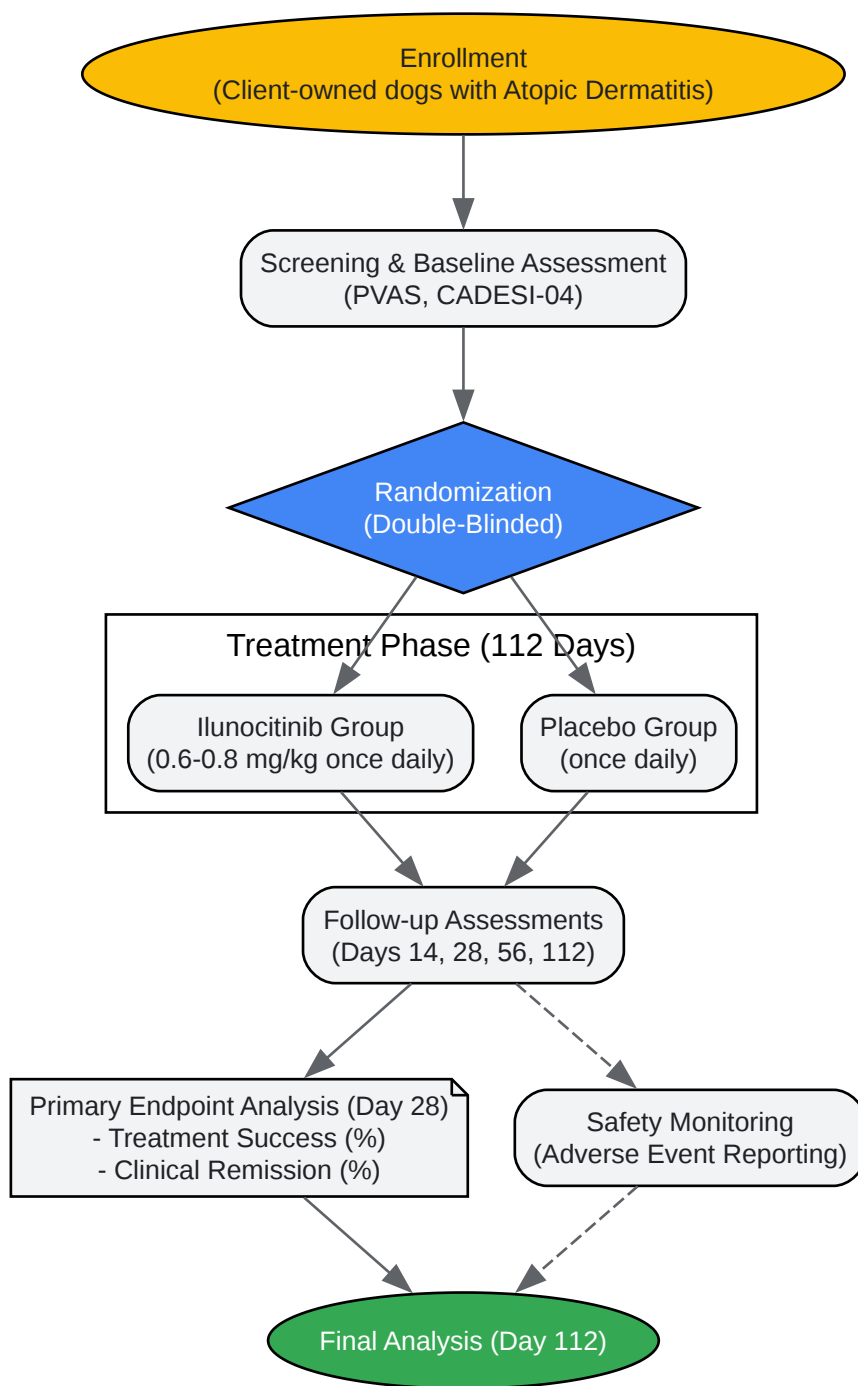 Enrollment
(Client-owned dogs with Atopic Dermatitis)
Screening & Baseline Assessment
(PVAS, CADESI-04)
Randomization
(Double-Blinded)
Treatment Phase (112 Days)
Ilunocitinib Group
(0.6-0.8 mg/kg once daily)
Placebo Group
(once daily)
Follow-up Assessments
(Days 14, 28, 56, 112)
Primary Endpoint Analysis (Day 28)
- Treatment Success (%)
- Clinical Remission (%)
Safety Monitoring
(Adverse Event Reporting)
Final Analysis (Day 112)